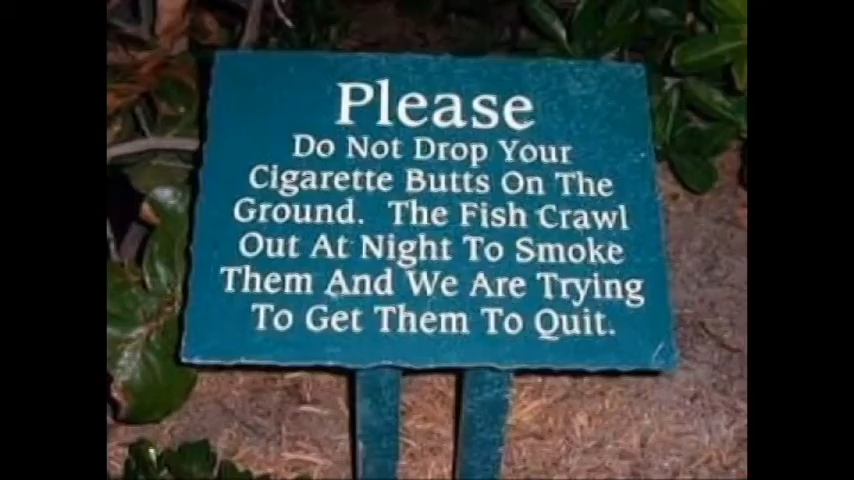 Please
Do Not Drop Your
Cigarette Butts On The
Ground. The Fish Crawl
Out At Night To Smoke
Them And We Are Trying
To Get Them To Quit.